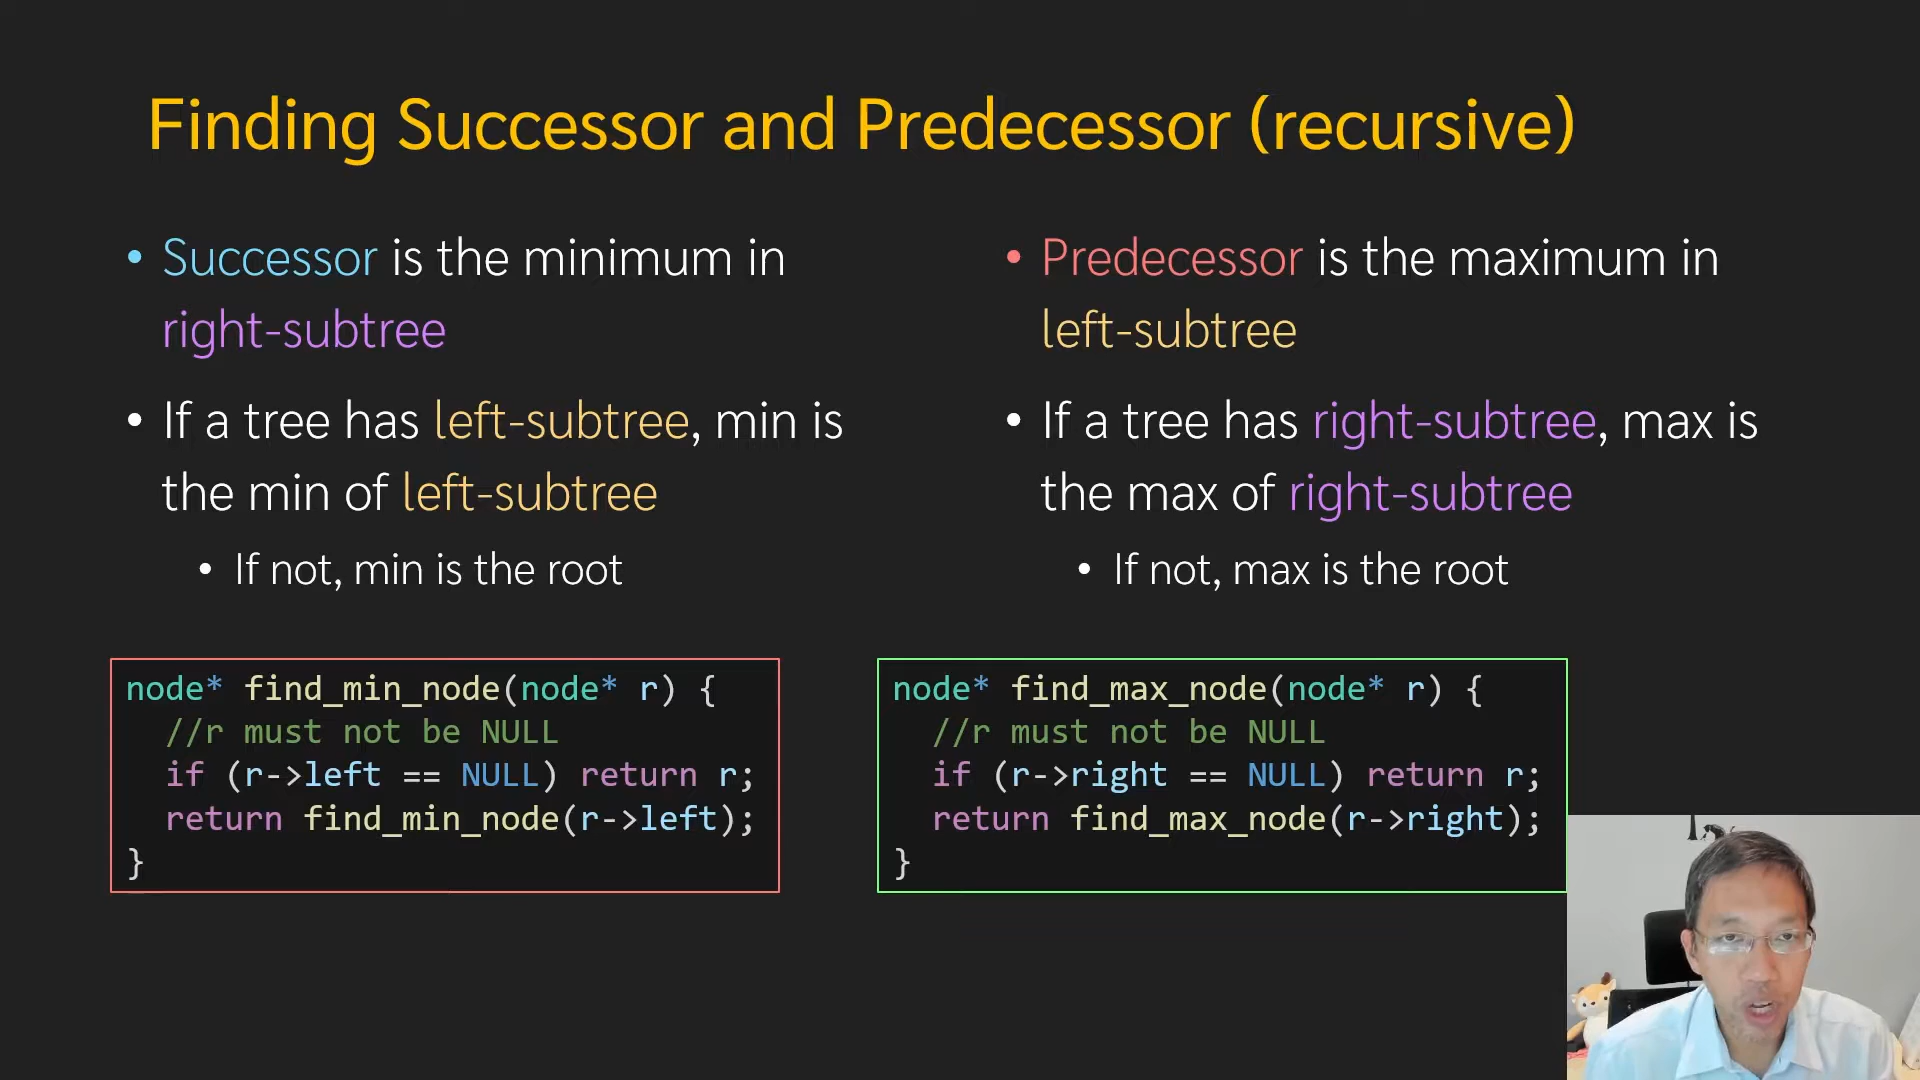 Finding Successor and Predecessor (recursive)
• Successor is the minimum in
right-subtree
• If a tree has left-subtree, min is
the min of left-subtree
• If not, min is the root
• Predecessor is the maximum in
left-subtree
• If a tree has right-subtree, max is
the max of right-subtree
• If not, max is the root
node* find_min_node(node* r) {
  //r must not be NULL
  if (r->left == NULL) return r;
  return find_min_node(r->left);
}
node* find_max_node(node* r) {
  //r must not be NULL
  if (r->right == NULL) return r;
  return find_max_node(r->right);
}